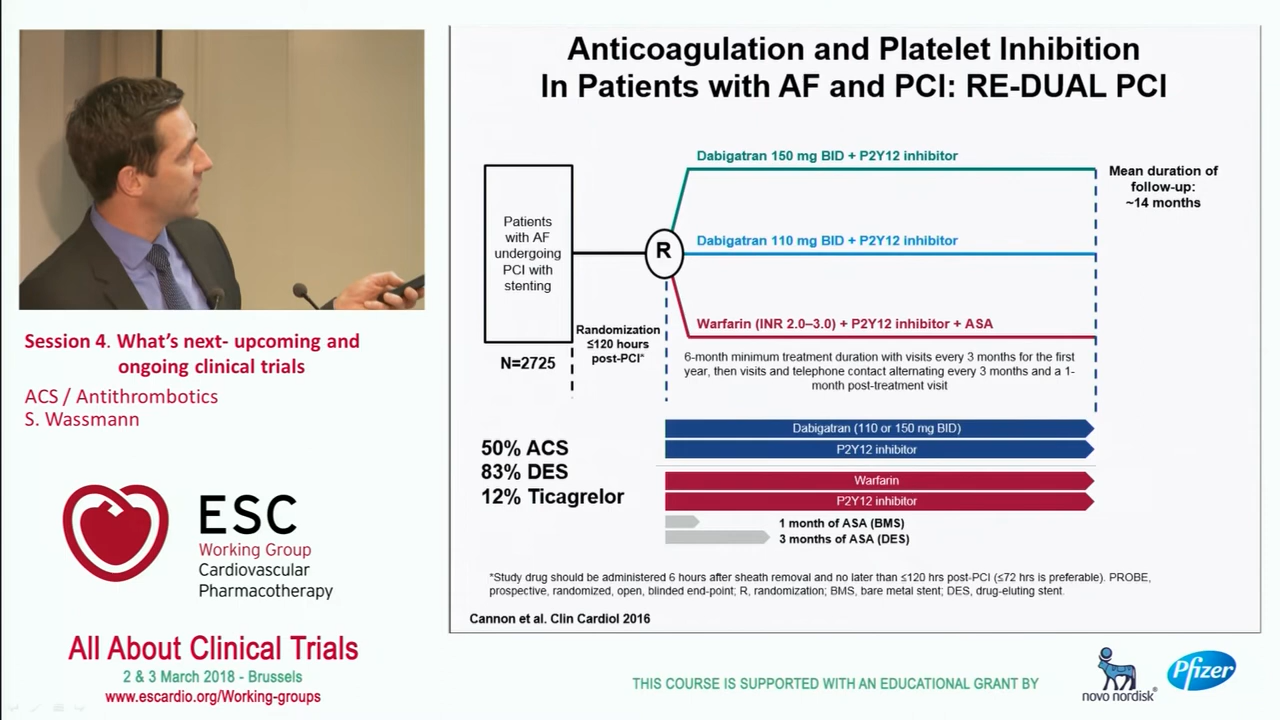 Anticoagulation and Platelet Inhibition
In Patients with AF and PCI: RE-DUAL PCI
Dabigatran 150 mg BID + P2Y12 inhibitor
Mean duration of
follow-up:
~14 months
Patients
with AF
undergoing
PCI with
stenting
R
Dabigatran 110 mg BID + P2Y12 inhibitor
Warfarin (INR 2.0–3.0) + P2Y12 inhibitor + ASA
Randomization
≤120 hours
post-PCI*
N=2725
6-month minimum treatment duration with visits every 3 months for the first
year, then visits and telephone contact alternating every 3 months and a 1-
month post-treatment visit
Dabigatran (110 or 150 mg BID)
P2Y12 inhibitor
50% ACS
83% DES
12% Ticagrelor
Warfarin
P2Y12 inhibitor
1 month of ASA (BMS)
3 months of ASA (DES)
*Study drug should be administered 6 hours after sheath removal and no later than ≤120 hrs post-PCI (≤72 hrs is preferable). PROBE,
prospective, randomized, open, blinded end-point; R, randomization; BMS, bare metal stent; DES, drug-eluting stent.
Cannon et al. Clin Cardiol 2016
Session 4. What's next- upcoming and
ongoing clinical trials
ACS / Antithrombotics
S. Wassmann
ESC
Working Group
Cardiovascular
Pharmacotherapy
All About Clinical Trials
2 & 3 March 2018 - Brussels
www.escardio.org/Working-groups
THIS COURSE IS SUPPORTED WITH AN EDUCATIONAL GRANT BY
novo nordisk®
Pfizer